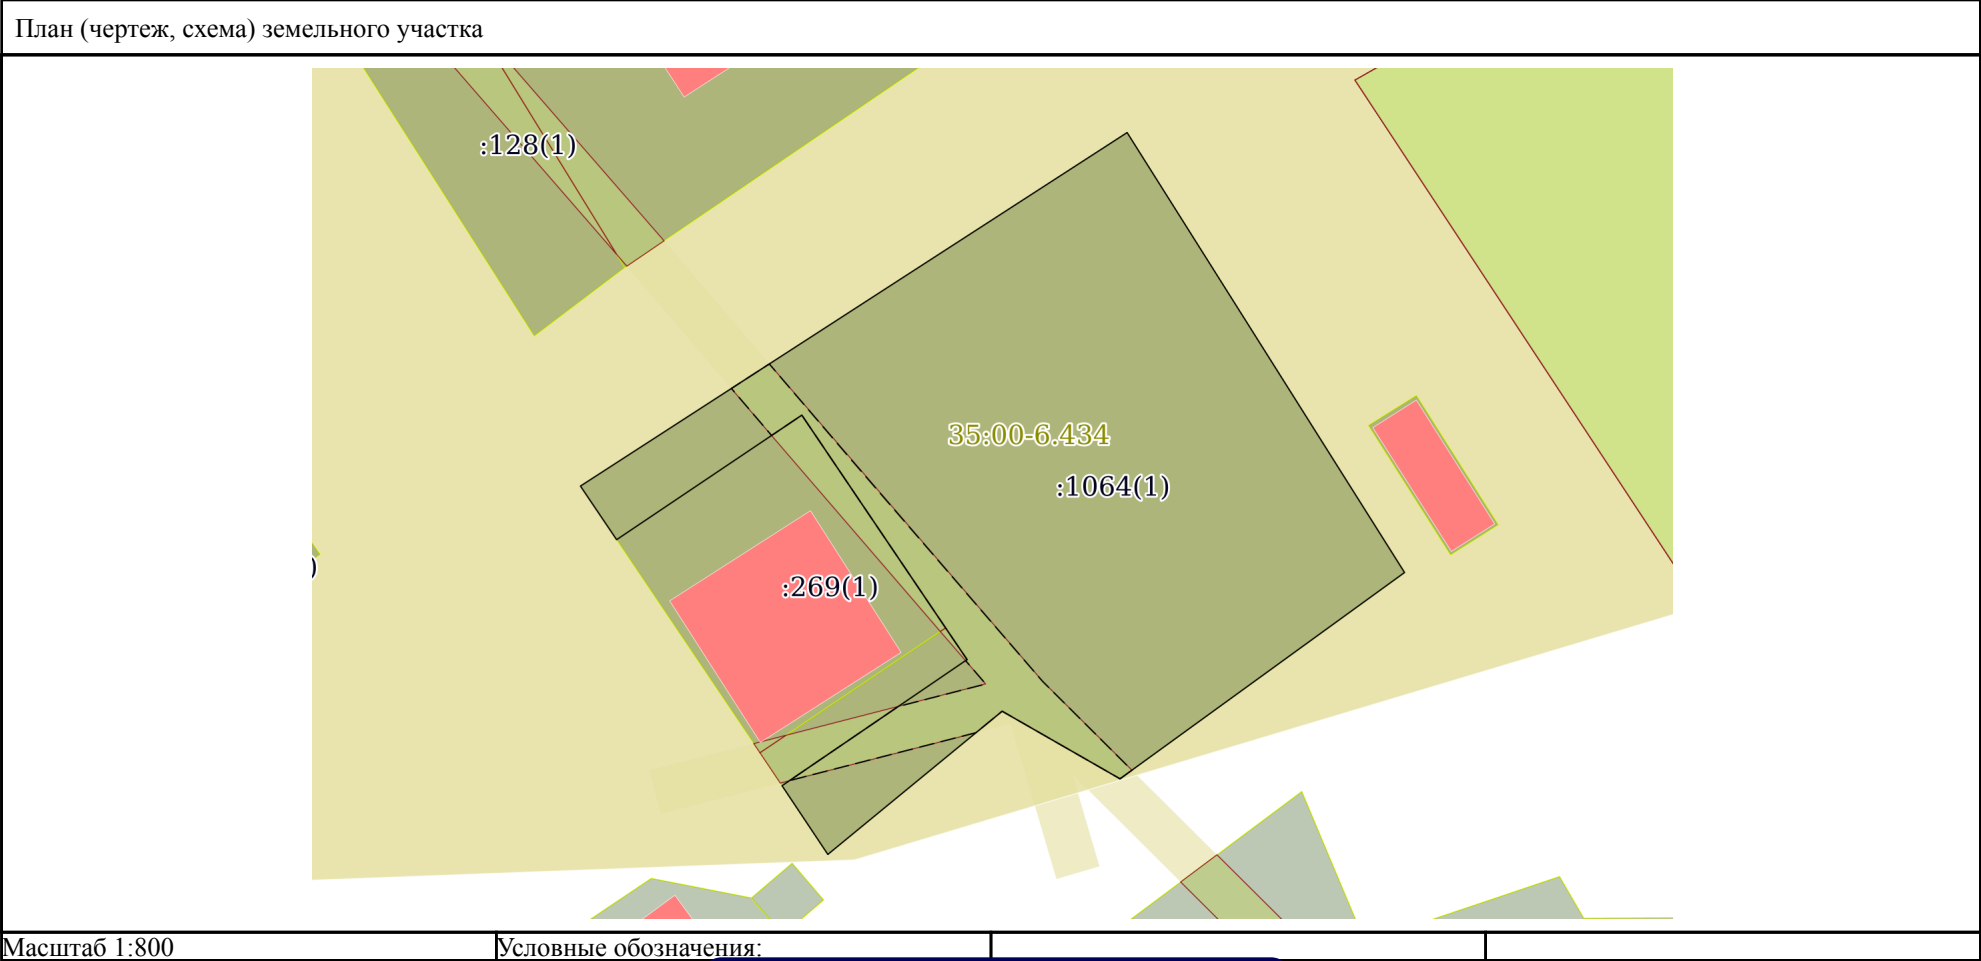 План (чертеж, схема) земельного участка
:128(1)
35:00-6.434
:1064(1)
)
:269(1)
Масштаб 1:800
Условные обозначения: